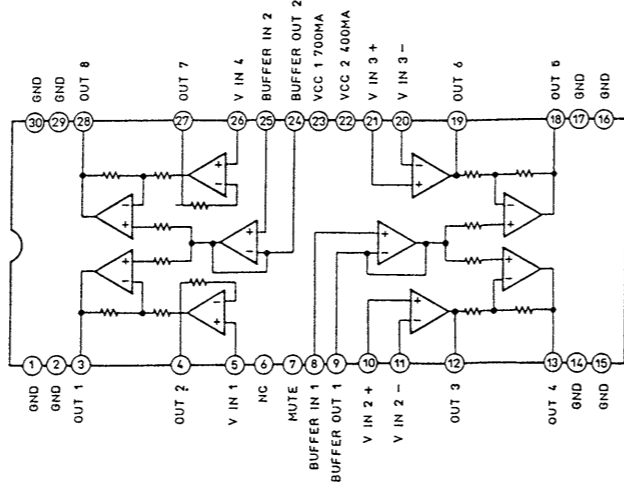 30 GND
29 GND
28 OUT 8
27 OUT 7
26 V IN 4
25 BUFFER IN 2
24 BUFFER OUT 2
23 VCC 1 700MA
22 VCC 2 400MA
21 V IN 3+
20 V IN 3-
19 OUT 6
18 OUT 5
17 GND
16 GND
1 GND
2 GND
3 OUT 1
4 OUT 2
5 V IN 1
6 NC
7 MUTE
8 BUFFER IN 1
9 BUFFER OUT 1
10 V IN 2 +
11 V IN 2 -
12 OUT 3
13 OUT 4
14 GND
15 GND